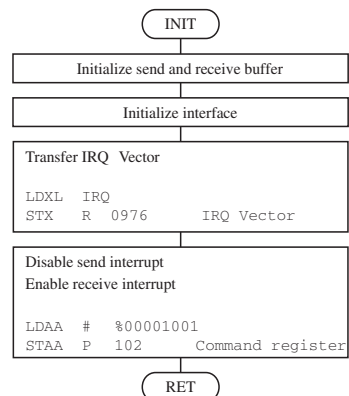 INIT
Initialize send and receive buffer
Initialize interface
Transfer IRQ Vector
LDXL IRQ
STX R 0976 IRQ Vector
Disable send interrupt
Enable receive interrupt
LDAA # %00001001
STAA P 102 Command register
RET